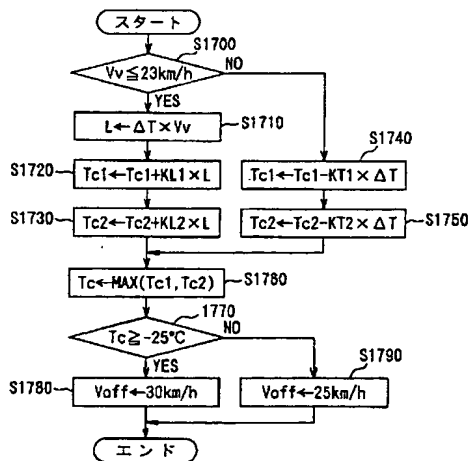 スタート
S1700
Vv≦23km/h
NO
YES
L←ΔT×Vv
S1710
S1740
S1720
Tc1←Tc1+KL1×L
Tc1←Tc1-KT1×ΔT
S1730
Tc2←Tc2+KL2×L
Tc2←Tc2-KT2×ΔT
S1750
Tc←MAX(Tc1,Tc2)
S1760
1770
Tc≧-25°C
NO
YES
S1790
S1780
Voff←30km/h
Voff←25km/h
エンド